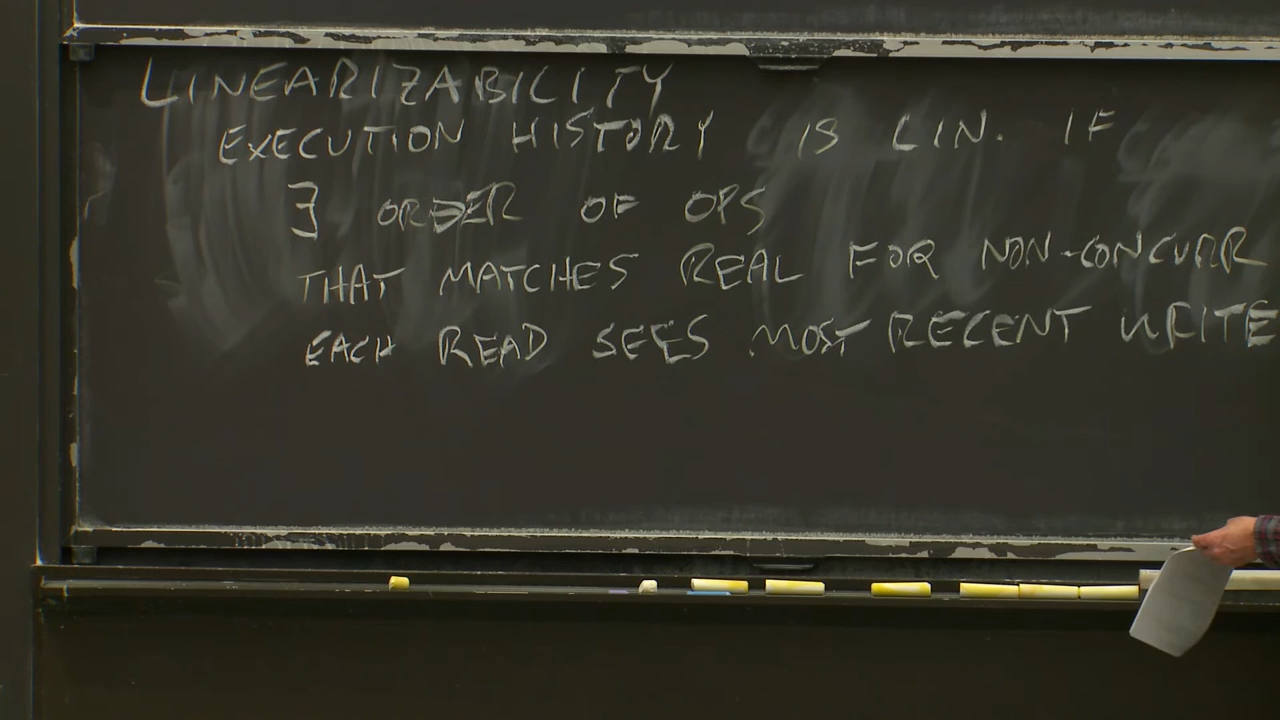 LINEARIZABILITY
EXECUTION HISTORY IS LIN. IF
∃ ORDER OF OPS
THAT MATCHES REAL FOR NON-CONCURR
EACH READ SEES MOST RECENT WRITE